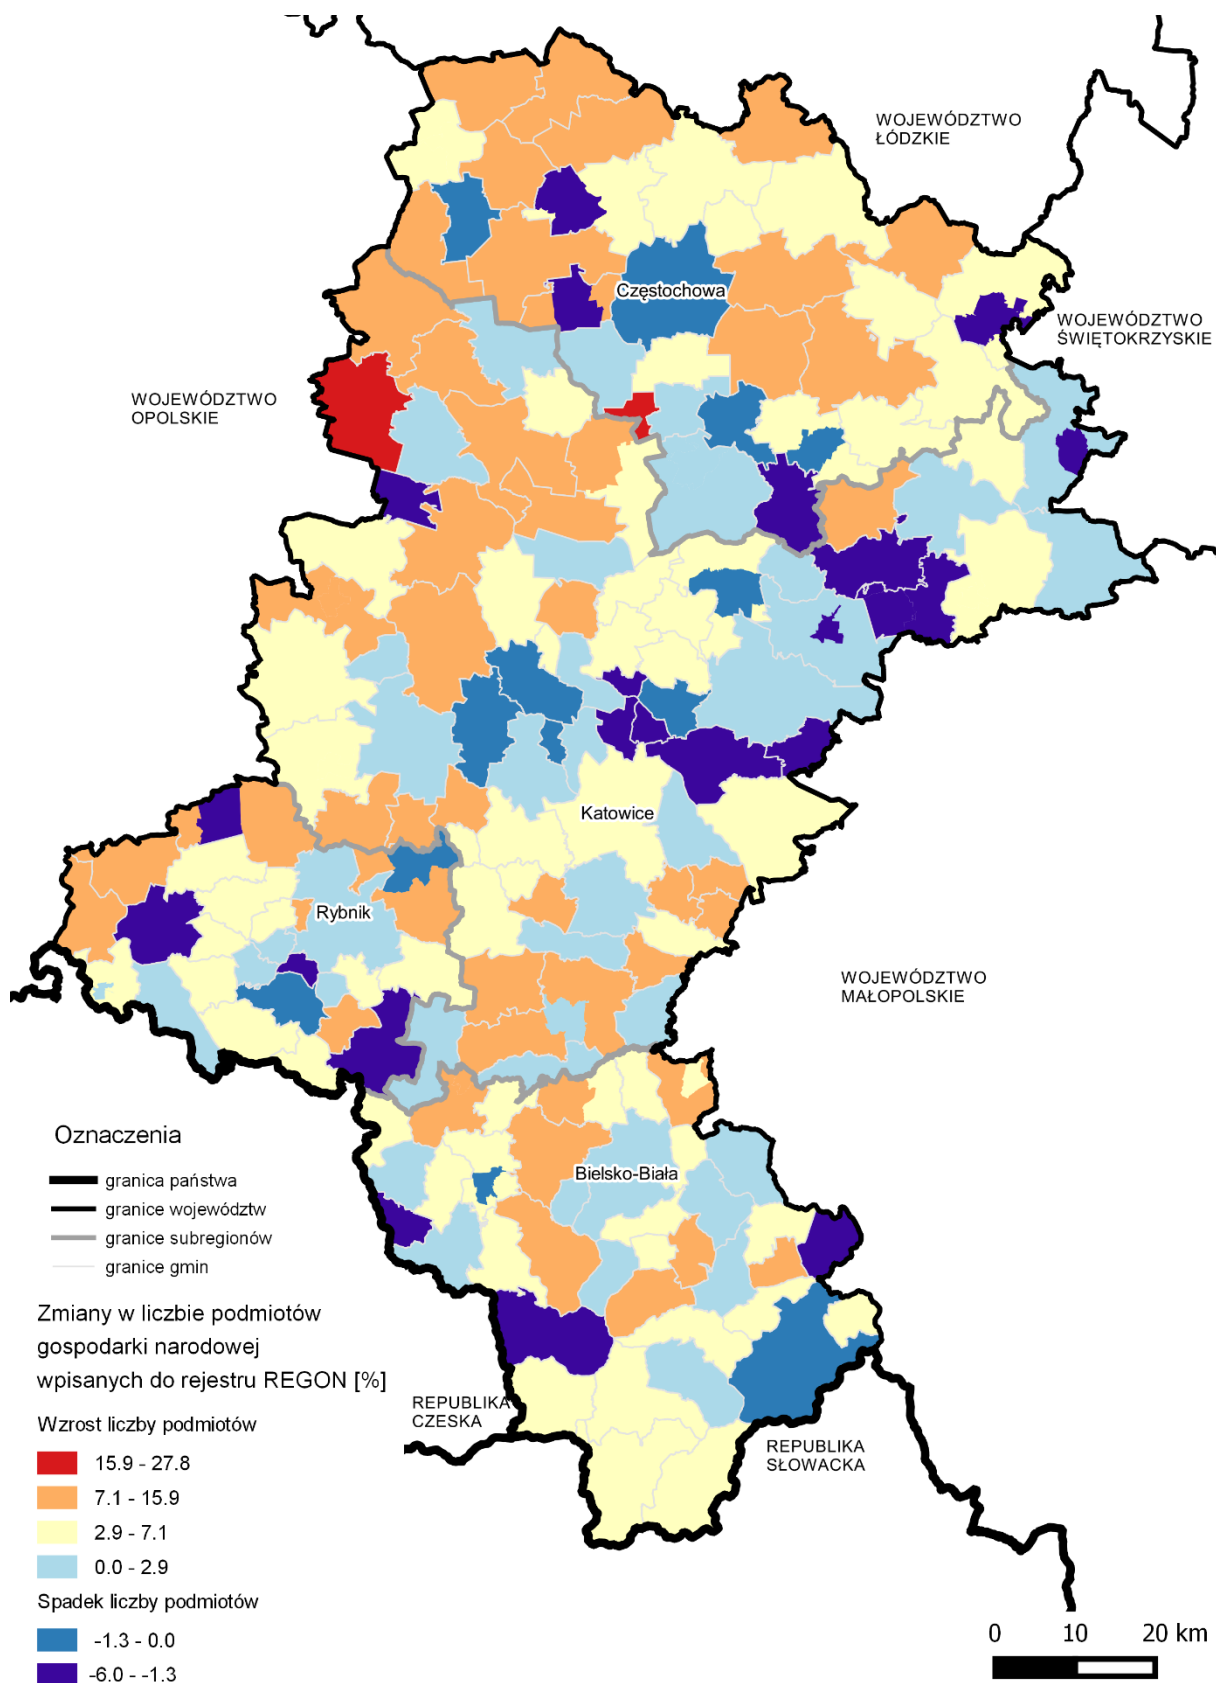 WOJEWÓDZTWO
ŁÓDZKIE
Częstochowa
WOJEWÓDZTWO
ŚWIĘTOKRZYSKIE
WOJEWÓDZTWO
OPOLSKIE
Katowice
Rybnik
WOJEWÓDZTWO
MAŁOPOLSKIE
Bielsko-Biała
REPUBLIKA
CZESKA
REPUBLIKA
SŁOWACKA
Oznaczenia
granica państwa
granice województw
granice subregionów
granice gmin
Zmiany w liczbie podmiotów
gospodarki narodowej
wpisanych do rejestru REGON [%]
Wzrost liczby podmiotów
15.9 - 27.8
7.1 - 15.9
2.9 - 7.1
0.0 - 2.9
Spadek liczby podmiotów
-1.3 - 0.0
-6.0 - -1.3
0 10 20 km